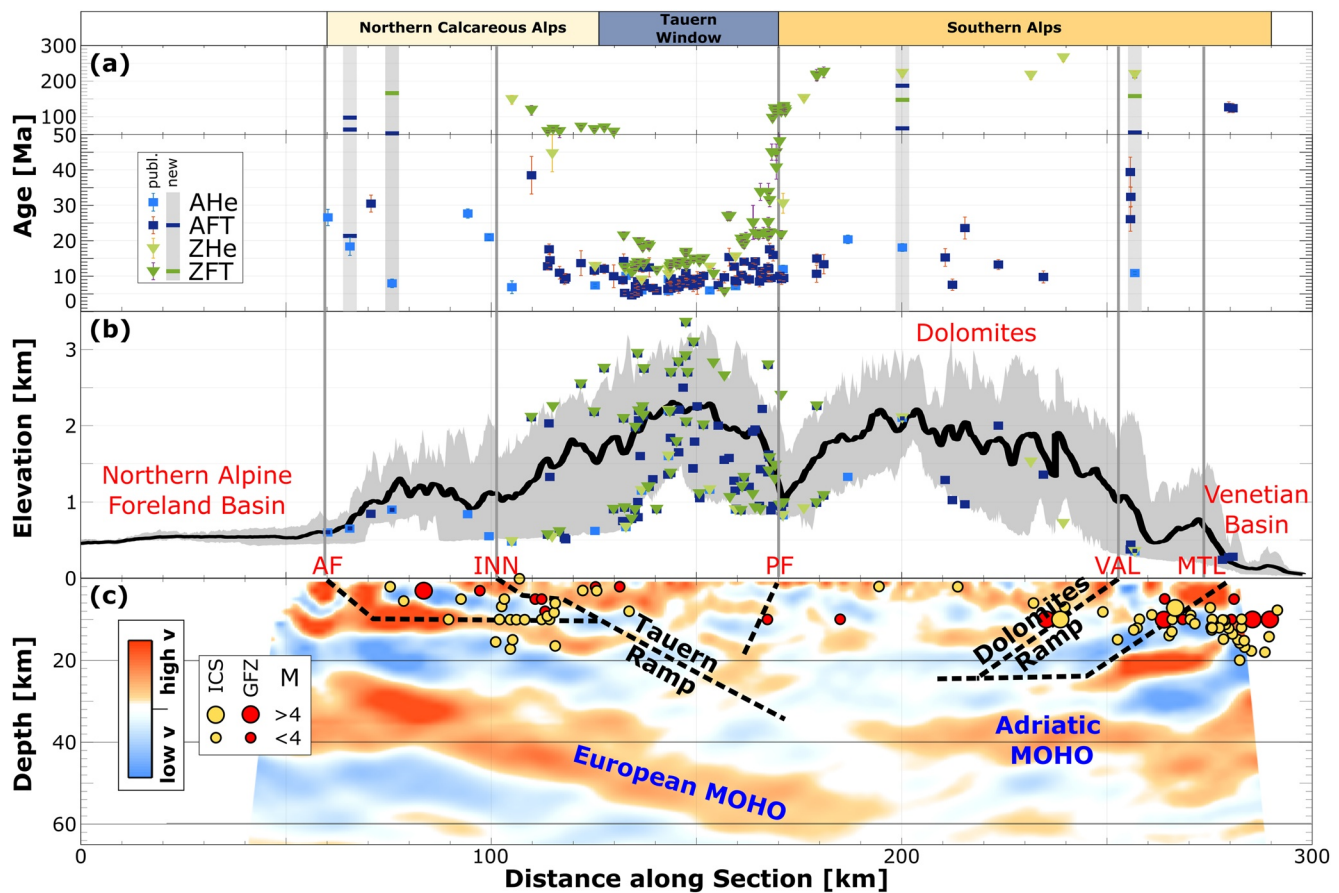 Northern Calcareous Alps
Tauern
Window
Southern Alps
(a)
300
200
100
50
40
30
20
10
0
Age [Ma]
publ.
new
AHe
AFT
ZHe
ZFT
(b)
3
2
1
0
Elevation [km]
Northern Alpine
Foreland Basin
Dolomites
Venetian
Basin
AF
INN
PF
VAL
MTL
(c)
20
40
60
Depth [km]
low v
high v
ICS
GFZ
M
>4
<4
Tauern
Ramp
Dolomites
Ramp
European MOHO
Adriatic
MOHO
0
100
200
300
Distance along Section [km]